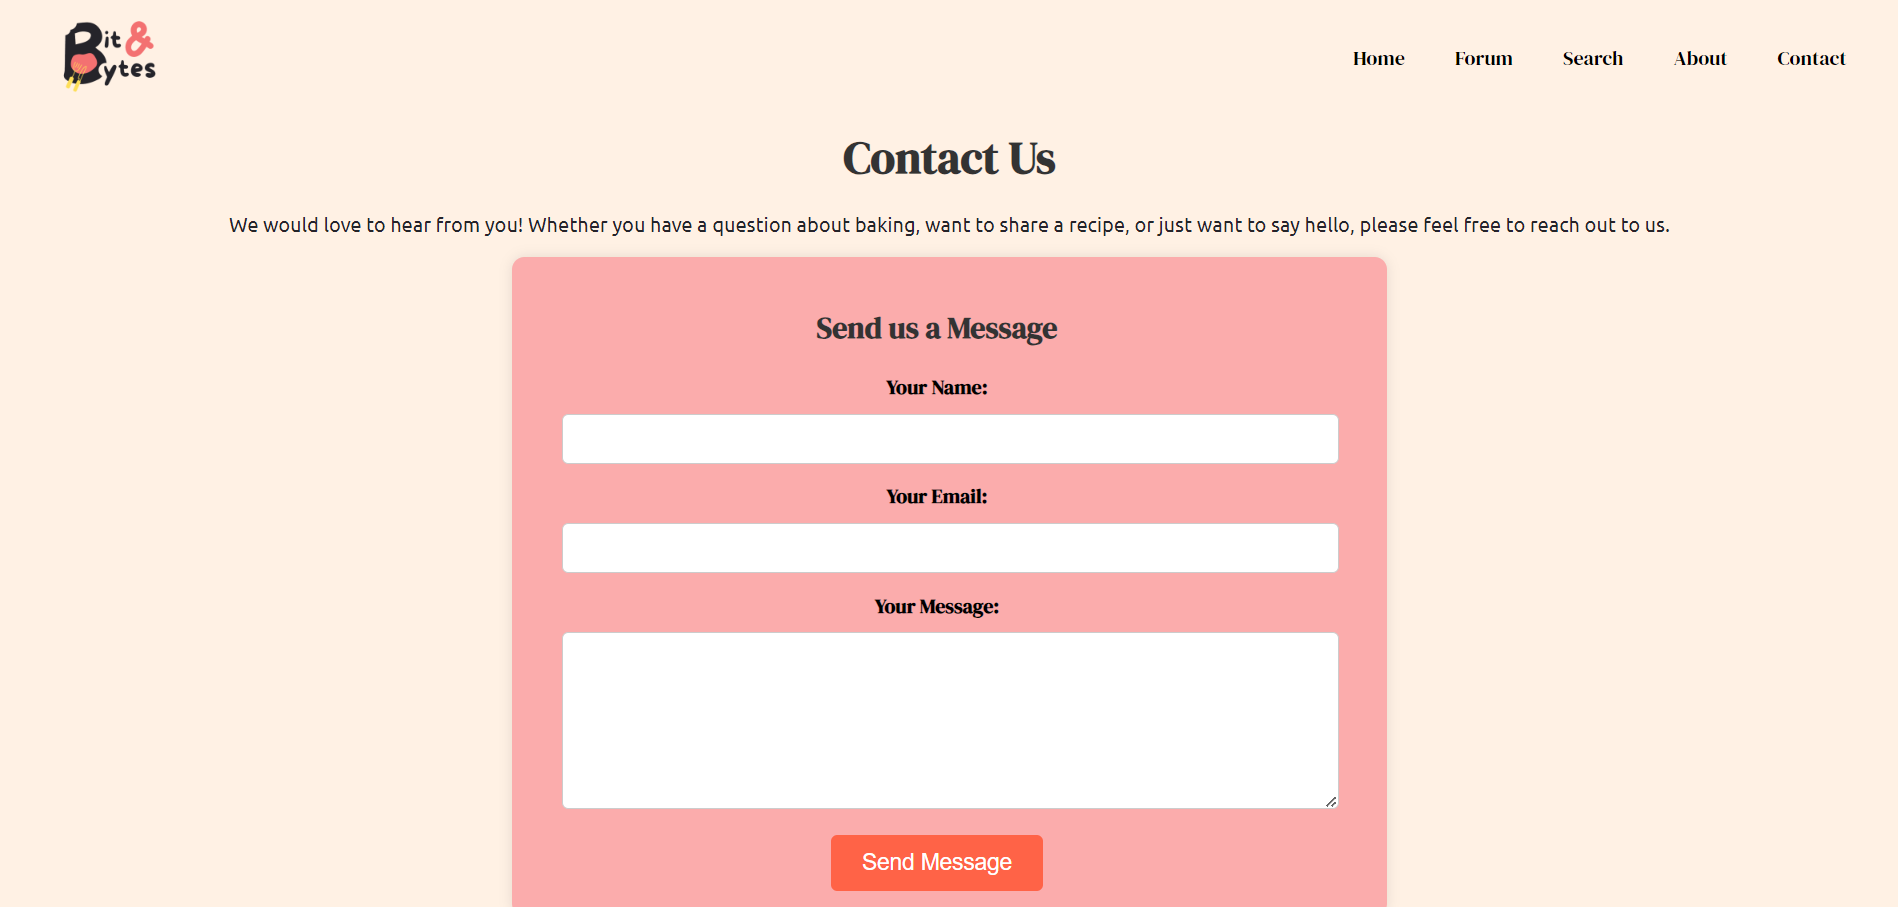 Bit &
Bytes
Home Forum Search About Contact
Contact Us
We would love to hear from you! Whether you have a question about baking, want to share a recipe, or just want to say hello, please feel free to reach out to us.
Send us a Message
Your Name:
Your Email:
Your Message:
Send Message